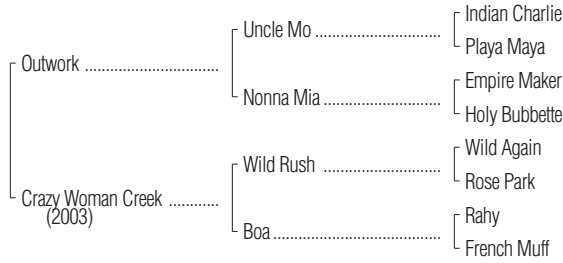 Indian Charlie
Uncle Mo ..............................
Playa Maya
Outwork ................................
Empire Maker
Nonna Mia ...........................
Holy Bubbette
Wild Again
Wild Rush ............................
Rose Park
Crazy Woman Creek ............
(2003)
Rahy
Boa .......................................
French Muff